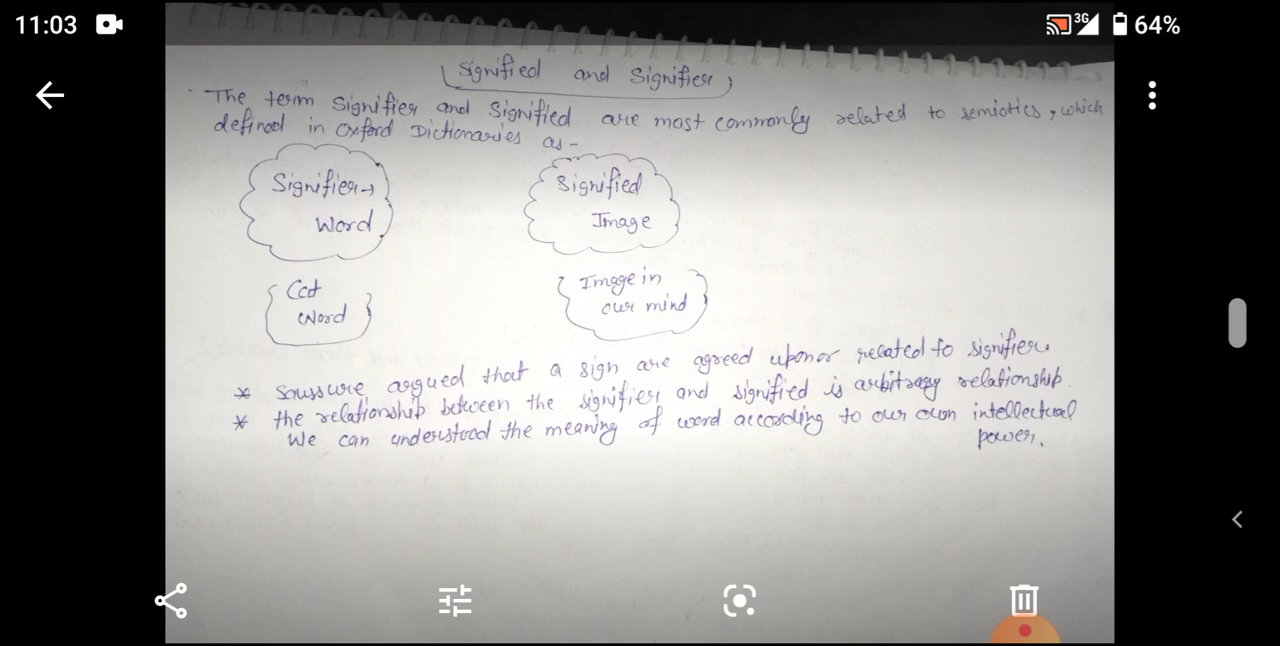 11:03
3G
64%
Signified and Signifier
The term Signifier and Signified are most commonly related to semiotics, which
defined in Oxford Dictionaries as -
Signifier→
Word
Signified
Image
Cat
Word
Image in
our mind
* Saussure argued that a sign are agreed upon or related to signifier.
* the relationship between the signifier and signified is arbitrary relationship.
We can understood the meaning of word according to our own intellectual
power.